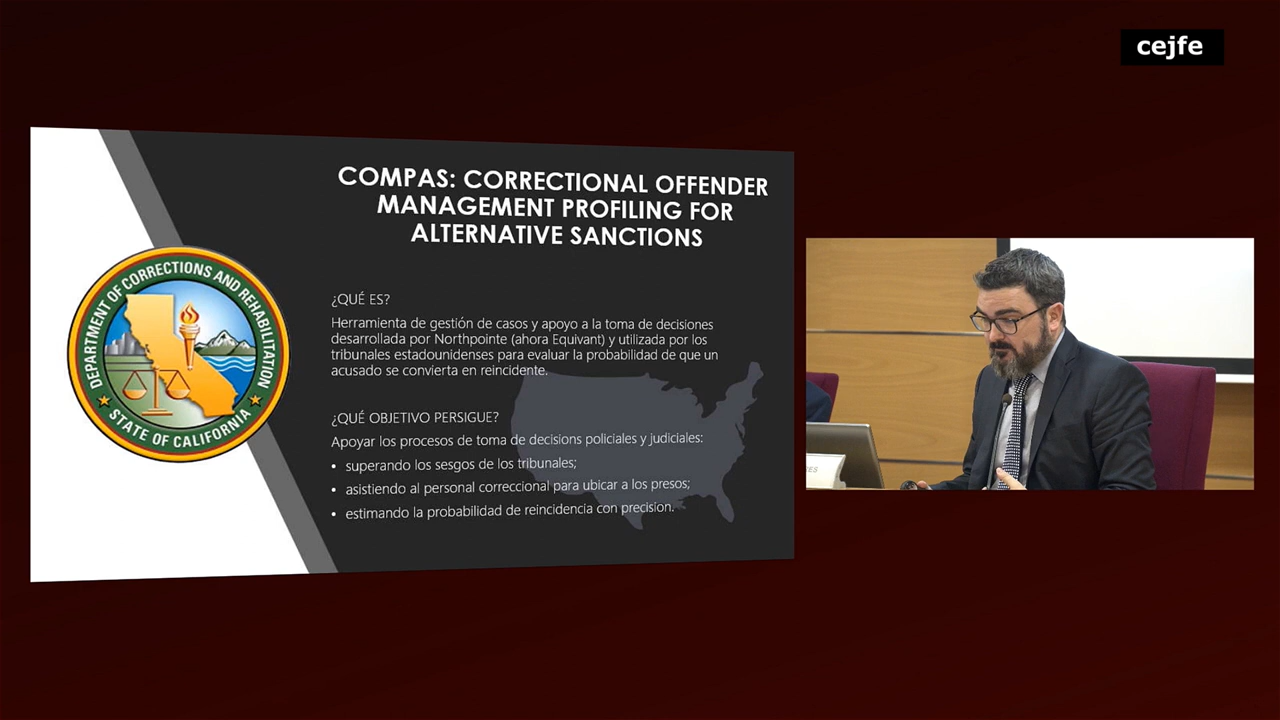 cejfe
COMPAS: CORRECTIONAL OFFENDER
MANAGEMENT PROFILING FOR
ALTERNATIVE SANCTIONS
DEPARTMENT OF CORRECTIONS AND REHABILITATION
STATE OF CALIFORNIA
¿QUÉ ES?
Herramienta de gestión de casos y apoyo a la toma de decisiones
desarrollada por Northpointe (ahora Equivant) y utilizada por los
tribunales estadounidenses para evaluar la probabilidad de que un
acusado se convierta en reincidente.
¿QUÉ OBJETIVO PERSIGUE?
Apoyar los procesos de toma de decisions policiales y judiciales:
• superando los sesgos de los tribunales;
• asistiendo al personal correccional para ubicar a los presos;
• estimando la probabilidad de reincidencia con precision.